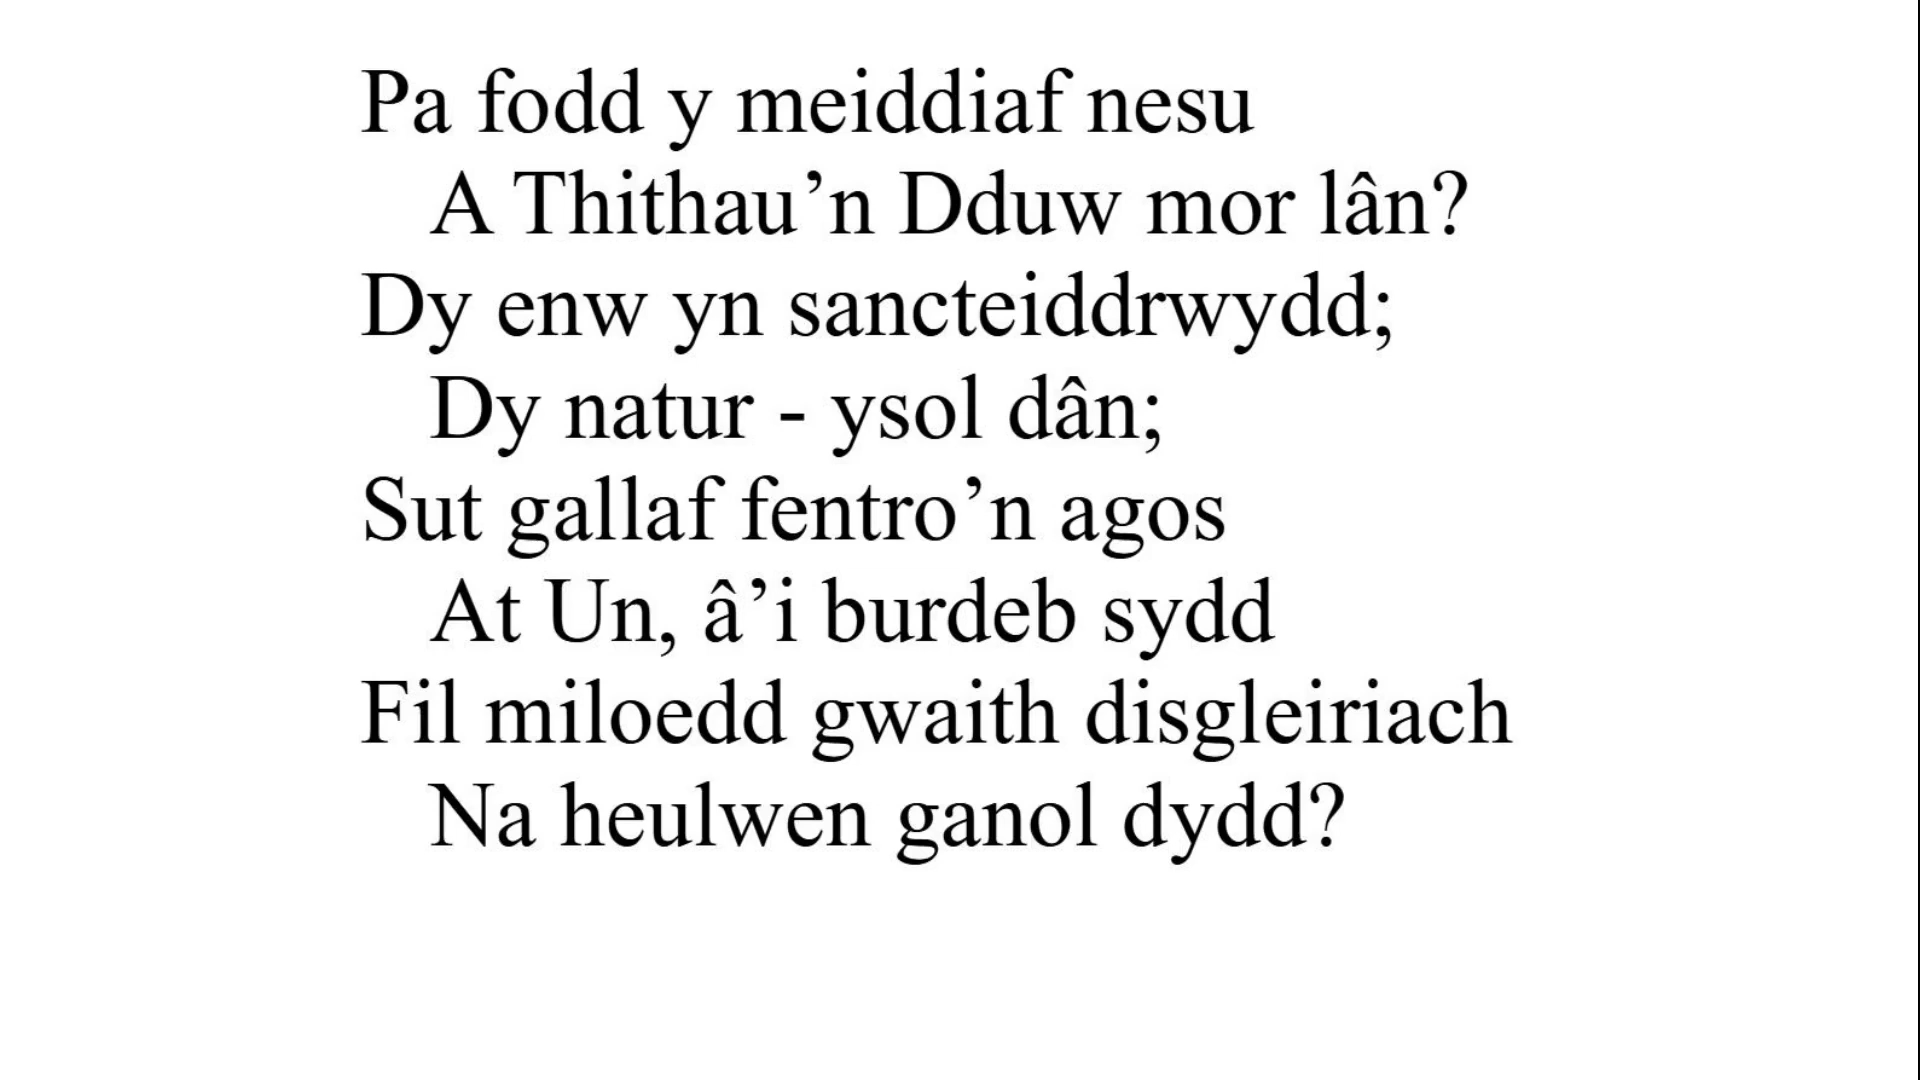 Pa fodd y meiddiaf nesu
A Thithau’n Dduw mor lân?
Dy enw yn sancteiddrwydd;
Dy natur - ysol dân;
Sut gallaf fentro’n agos
At Un, â’i burdeb sydd
Fil miloedd gwaith disgleiriach
Na heulwen ganol dydd?